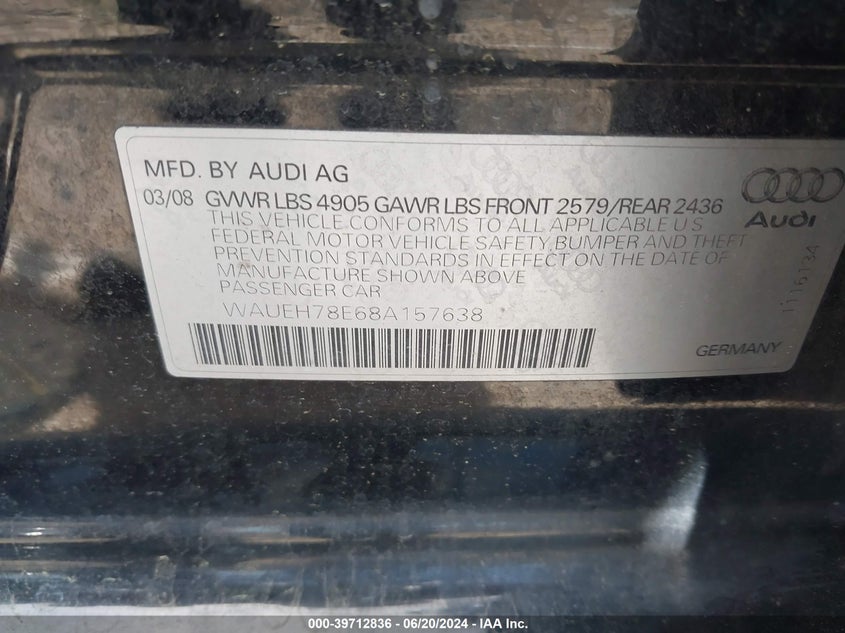 MFD. BY AUDI AG
03/08 GVWR LBS 4905 GAWR LBS FRONT 2579/REAR 2436
THIS VEHICLE CONFORMS TO ALL APPLICABLE U S
FEDERAL MOTOR VEHICLE SAFETY, BUMPER AND THEFT
PREVENTION STANDARDS IN EFFECT ON THE DATE OF
MANUFACTURE SHOWN ABOVE
PASSENGER CAR
WAUEH78E68A157638
Audi
1116134
GERMANY
000-39712836 - 06/20/2024 - IAA Inc.